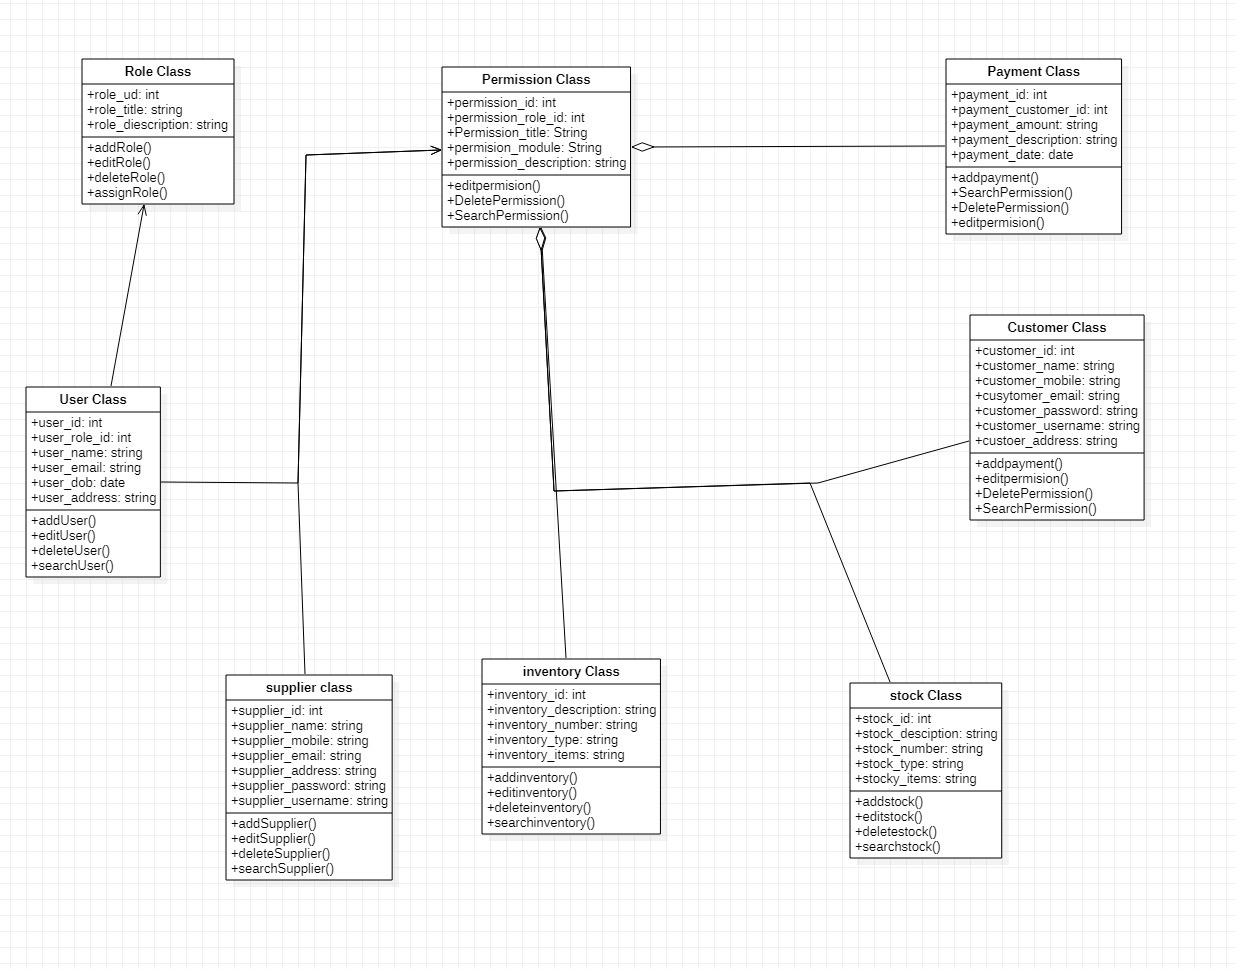 Role Class
+role_ud: int
+role_title: string
+role_diescription: string
+addRole()
+editRole()
+deleteRole()
+assignRole()
Permission Class
+permission_id: int
+permission_role_id: int
+Permission_title: String
+permision_module: String
+permission_description: string
+editpermision()
+DeletePermission()
+SearchPermission()
Payment Class
+payment_id: int
+payment_customer_id: int
+payment_amount: string
+payment_description: string
+payment_date: date
+addpayment()
+SearchPermission()
+DeletePermission()
+editpermision()
Customer Class
+customer_id: int
+customer_name: string
+customer_mobile: string
+cusytomer_email: string
+customer_password: string
+customer_username: string
+custoer_address: string
+addpayment()
+editpermision()
+DeletePermission()
+SearchPermission()
User Class
+user_id: int
+user_role_id: int
+user_name: string
+user_email: string
+user_dob: date
+user_address: string
+addUser()
+editUser()
+deleteUser()
+searchUser()
supplier class
+supplier_id: int
+supplier_name: string
+supplier_mobile: string
+supplier_email: string
+supplier_address: string
+supplier_password: string
+supplier_username: string
+addSupplier()
+editSupplier()
+deleteSupplier()
+searchSupplier()
inventory Class
+inventory_id: int
+inventory_description: string
+inventory_number: string
+inventory_type: string
+inventory_items: string
+addinventory()
+editinventory()
+deleteinventory()
+searchinventory()
stock Class
+stock_id: int
+stock_desciption: string
+stock_number: string
+stock_type: string
+stocky_items: string
+addstock()
+editstock()
+deletestock()
+searchstock()